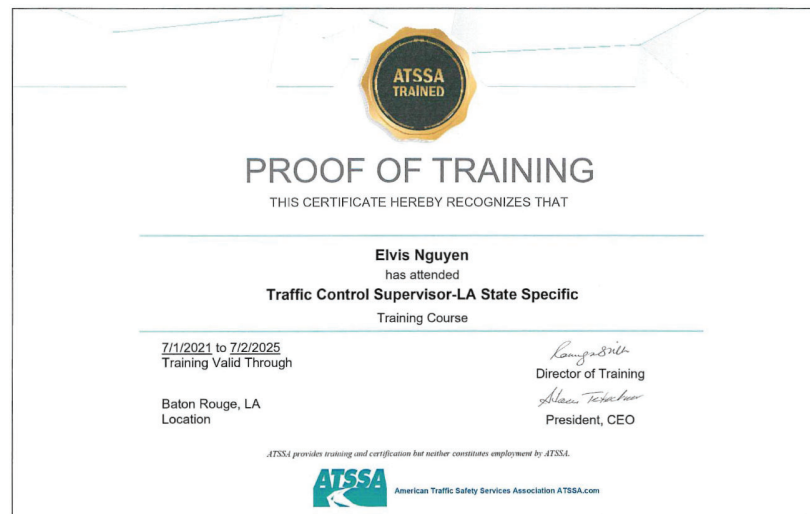 ATSSA
TRAINED
PROOF OF TRAINING
THIS CERTIFICATE HEREBY RECOGNIZES THAT
Elvis Nguyen
has attended
Traffic Control Supervisor-LA State Specific
Training Course
7/1/2021 to 7/2/2025
Training Valid Through
Director of Training
Baton Rouge, LA
Location
President, CEO
ATSSA provides training and certification but neither constitutes employment by ATSSA.
ATSSA
American Traffic Safety Services Association ATSSA.com